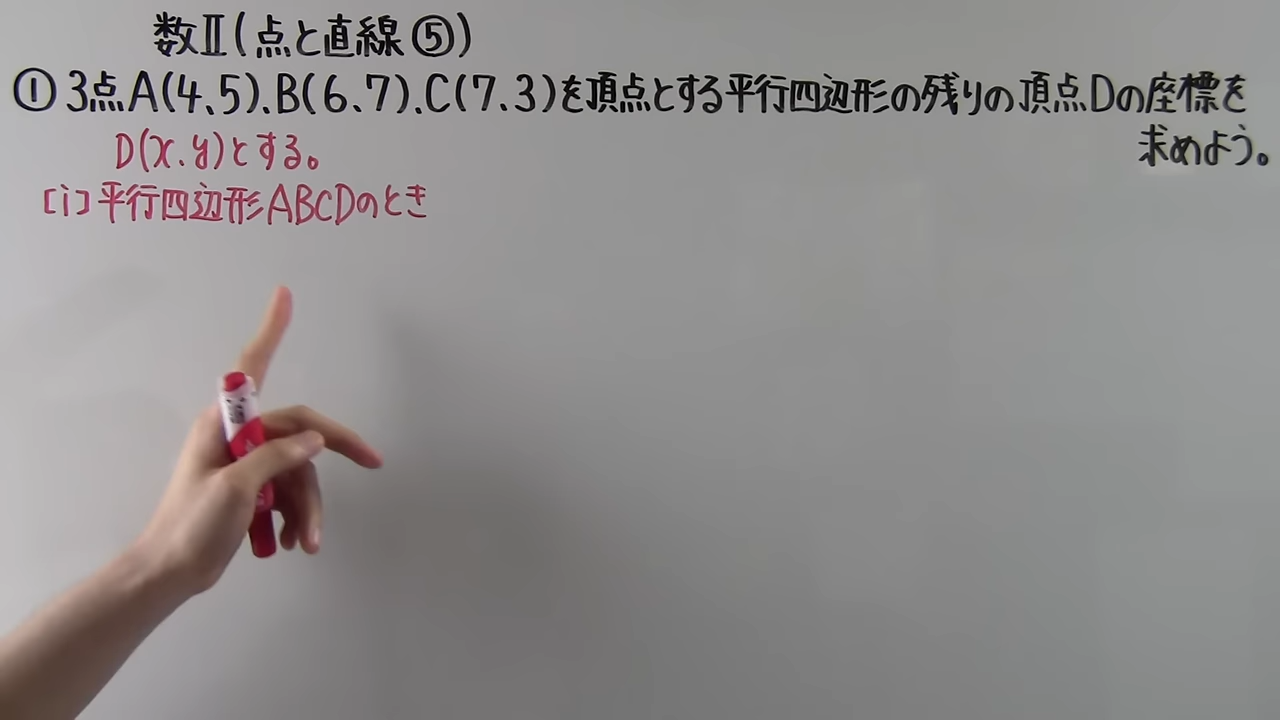 数Ⅱ(点と直線⑤)
① 3点A(4、5)、B(6、7)、C(7、3)を頂点とする平行四辺形の残りの頂点Dの座標を
求めよう。
D(x、y)とする。
[i]平行四辺形ABCDのとき